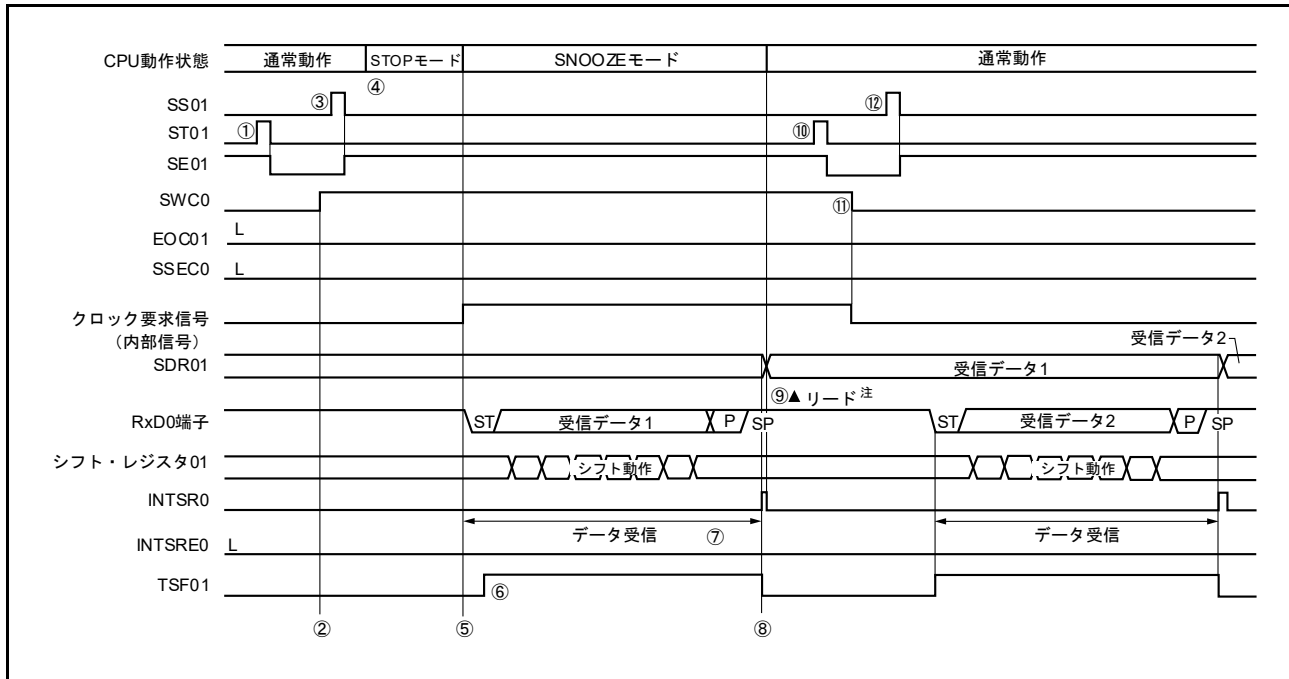 CPU動作状態 通常動作 STOPモード SNOOZEモード 通常動作
④
SS01 ③ ⑫
ST01 ① ⑩
SE01
SWC0 ⑪
EOC01 L
SSEC0 L
クロック要求信号
(内部信号)
受信データ2
SDR01 受信データ1
⑨▲ リード注
RxD0端子 ST 受信データ1 P SP ST 受信データ2 P SP
シフト・レジスタ01 シフト動作 シフト動作
INTSR0
データ受信 ⑦ データ受信
INTSRE0 L
TSF01 ⑥
② ⑤ ⑧